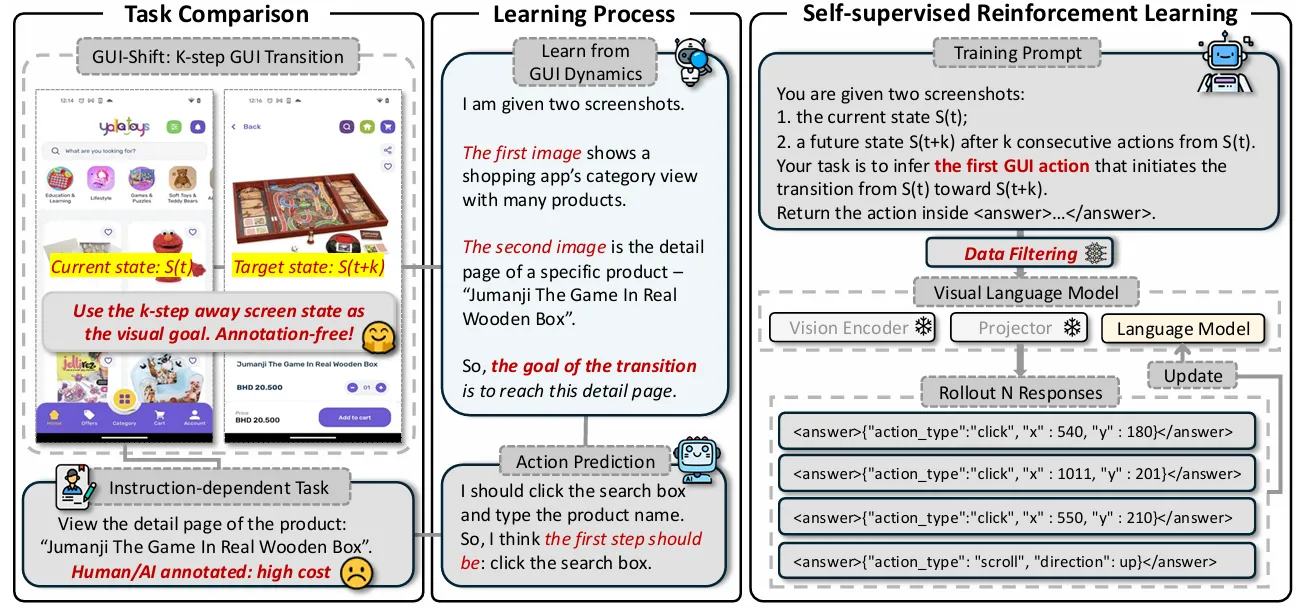 Task Comparison
GUI-Shift: K-step GUI Transition
12:14
yalla toys
What are you looking for?
Education &
Learning
Lifestyle
Games &
Puzzles
Soft Toys &
Teddy Bears
12:16
Back
Current state: S(t)
Target state: S(t+k)
Use the k-step away screen state as
the visual goal. Annotation-free!
Jumanji The Game In Real Wooden Box
BHD 20.500
01
Price
BHD 20.500
Add to cart
Home
Offers
Category
Cart
Account
Instruction-dependent Task
View the detail page of the product:
“Jumanji The Game In Real Wooden Box”.
Human/AI annotated: high cost
Learning Process
Learn from
GUI Dynamics
I am given two screenshots.
The first image shows a
shopping app’s category view
with many products.
The second image is the detail
page of a specific product –
“Jumanji The Game In Real
Wooden Box”.
So, the goal of the transition
is to reach this detail page.
Action Prediction
AI
I should click the search box
and type the product name.
So, I think the first step should
be: click the search box.
Self-supervised Reinforcement Learning
Training Prompt
You are given two screenshots:
1. the current state S(t);
2. a future state S(t+k) after k consecutive actions from S(t).
Your task is to infer the first GUI action that initiates the
transition from S(t) toward S(t+k).
Return the action inside <answer>…</answer>.
Data Filtering
Visual Language Model
Vision Encoder
Projector
Language Model
Update
Rollout N Responses
<answer>{"action_type":"click", "x" : 540, "y" : 180}</answer>
<answer>{"action_type":"click", "x" : 1011, "y" : 201}</answer>
<answer>{"action_type":"click", "x" : 550, "y" : 210}</answer>
<answer>{"action_type": "scroll", "direction": up}</answer>